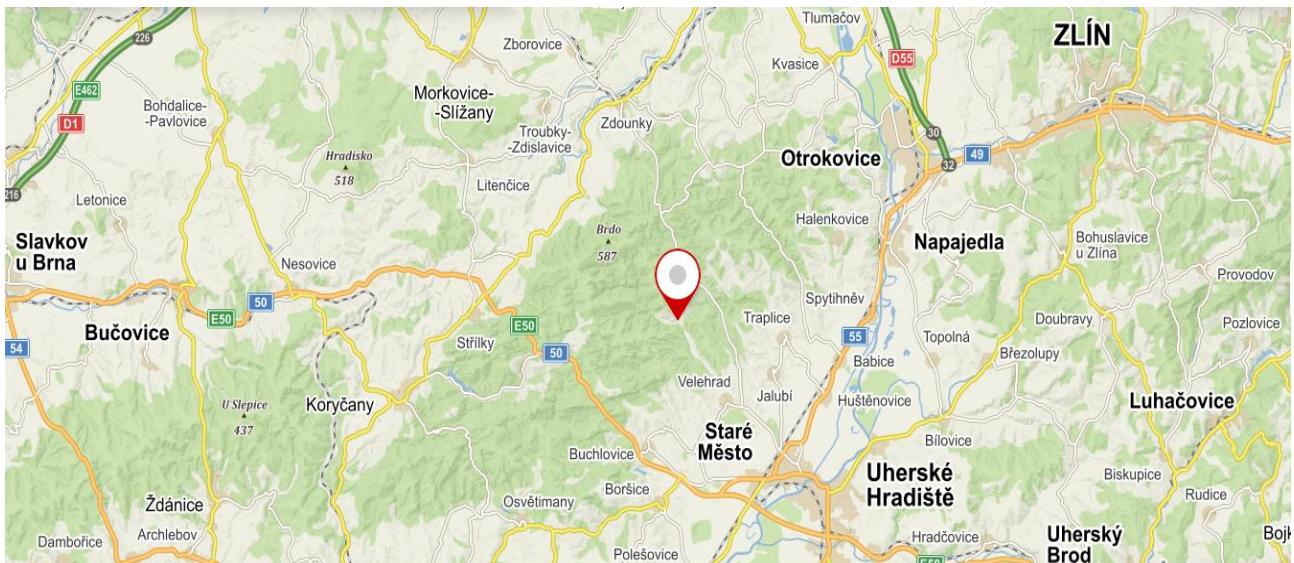 226
Tlumačov
ZLÍN
Zborovice
D55
E462
Kvasice
Morkovice-
-Slížany
Bohdalice-
-Pavlovice
D1
Zdounky
Troubky-
-Zdislavice
30
Hradisko
518
Otrokovice
49
32
Litenčice
216
Letonice
Halenkovice
Brdo
587
Napajedla
Slavkov
u Brna
Bohuslavice
u Zlína
Nesovice
Provodov
50
Spytihněv
E50
E50
Traplice
Doubravy
Pozlovice
Bučovice
55
Topolná
54
Střílky
50
Březolupy
Babice
Velehrad
Jalubí
Huštěnovice
Luhačovice
U Slepice
437
Koryčany
Staré
Město
Bílovice
Buchlovice
Uherské
Hradiště
Biskupice
Boršice
Rudice
Ždánice
Osvětimany
Archlebov
Hradčovice
Uherský
Brod
Bojk
Dambořice
Polešovice
E50